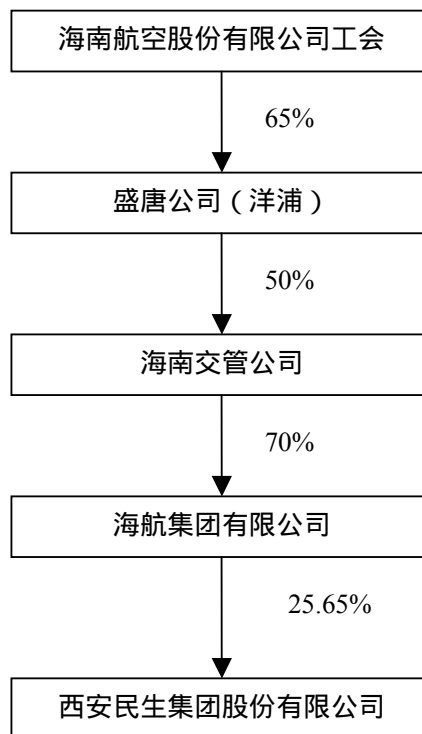 海南航空股份有限公司工会
65%
盛唐公司（洋浦）
50%
海南交管公司
70%
海航集团有限公司
25.65%
西安民生集团股份有限公司